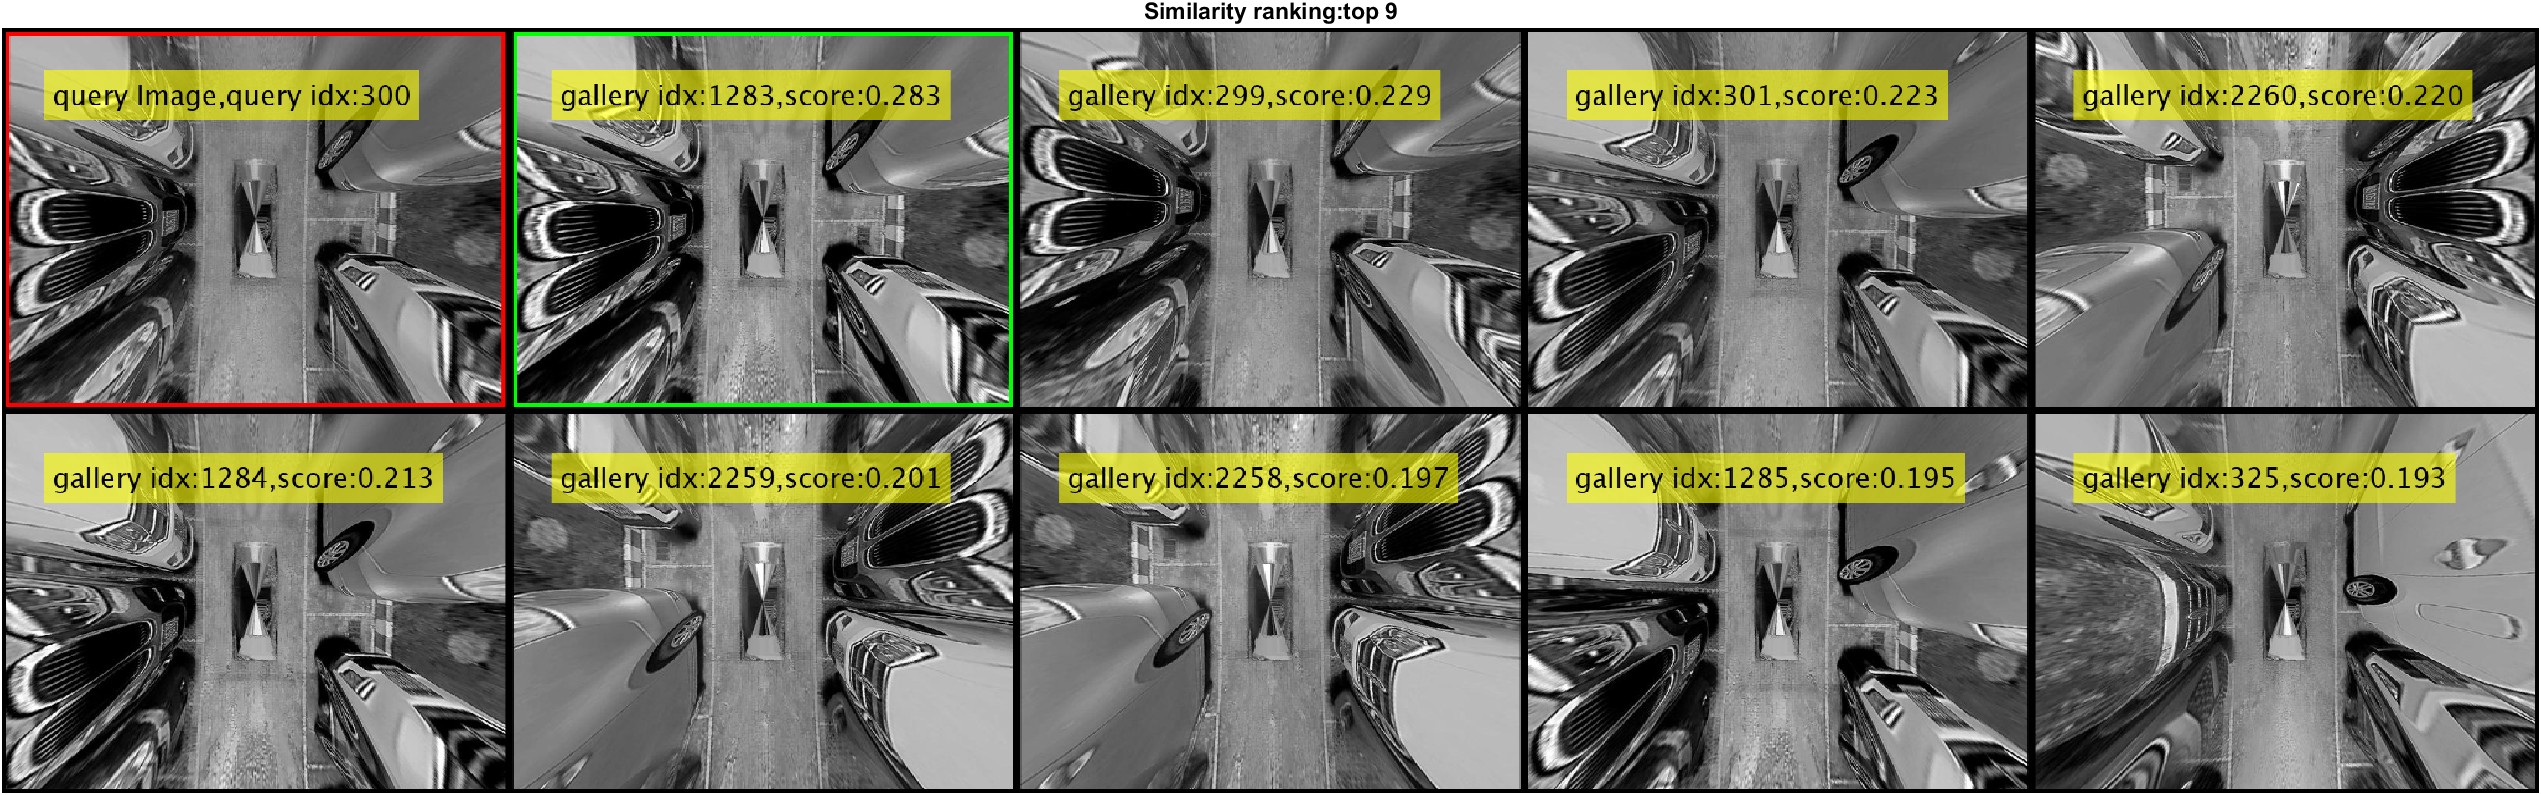 Similarity ranking:top 9
query Image,query idx:300
gallery idx:1283,score:0.283
gallery idx:299,score:0.229
gallery idx:301,score:0.223
gallery idx:2260,score:0.220
gallery idx:1284,score:0.213
gallery idx:2259,score:0.201
gallery idx:2258,score:0.197
gallery idx:1285,score:0.195
gallery idx:325,score:0.193